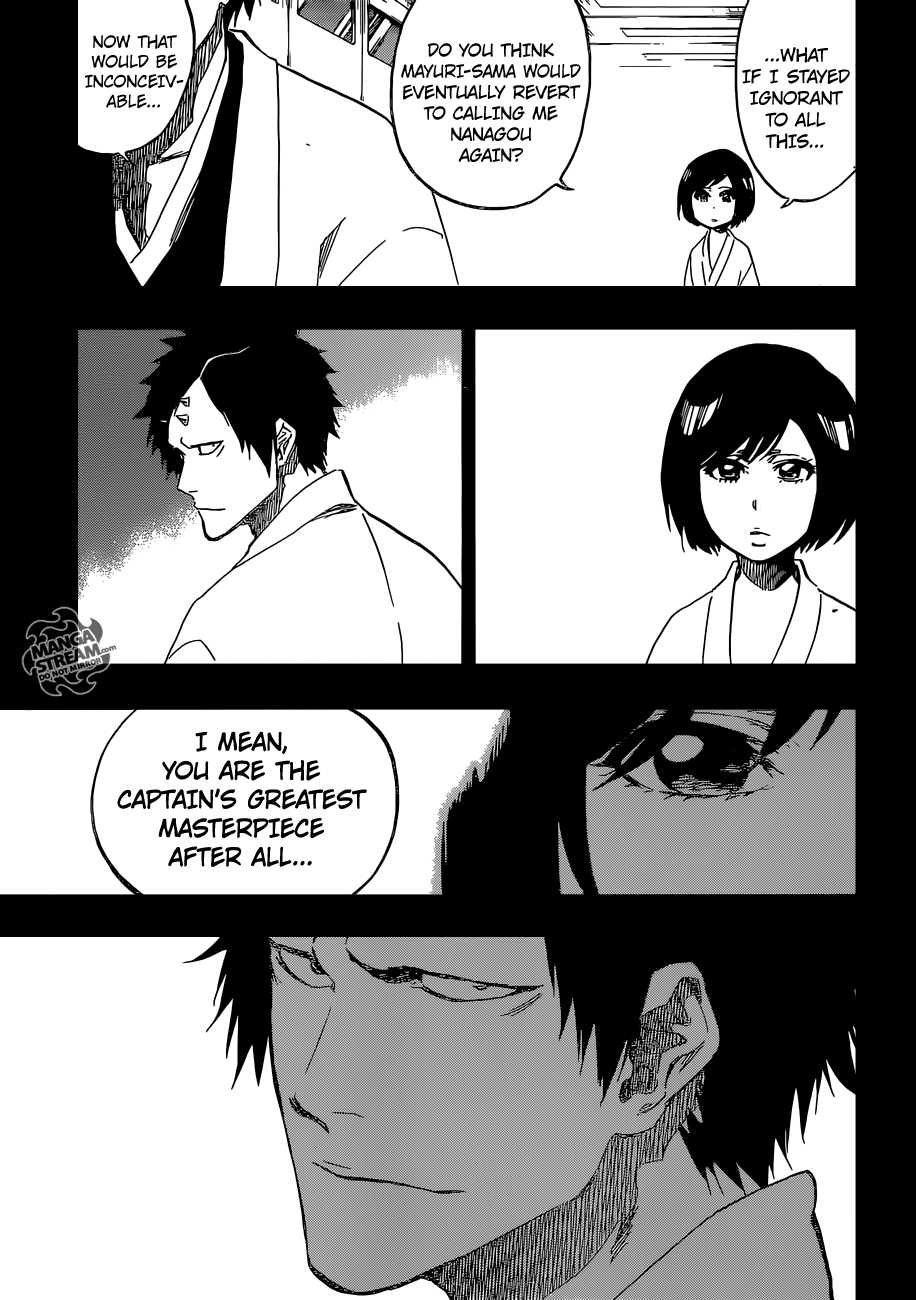 ...WHAT
IF I STAYED
IGNORANT
TO ALL
THIS...
DO YOU THINK
MAYURI-SAMA WOULD
EVENTUALLY REVERT
TO CALLING ME
NANAGOU
AGAIN?
NOW THAT
WOULD BE
INCONCEIV-
ABLE...
MANGA
STREAM.com
DO NOT MIRROR
I MEAN,
YOU ARE THE
CAPTAIN'S GREATEST
MASTERPIECE
AFTER ALL...